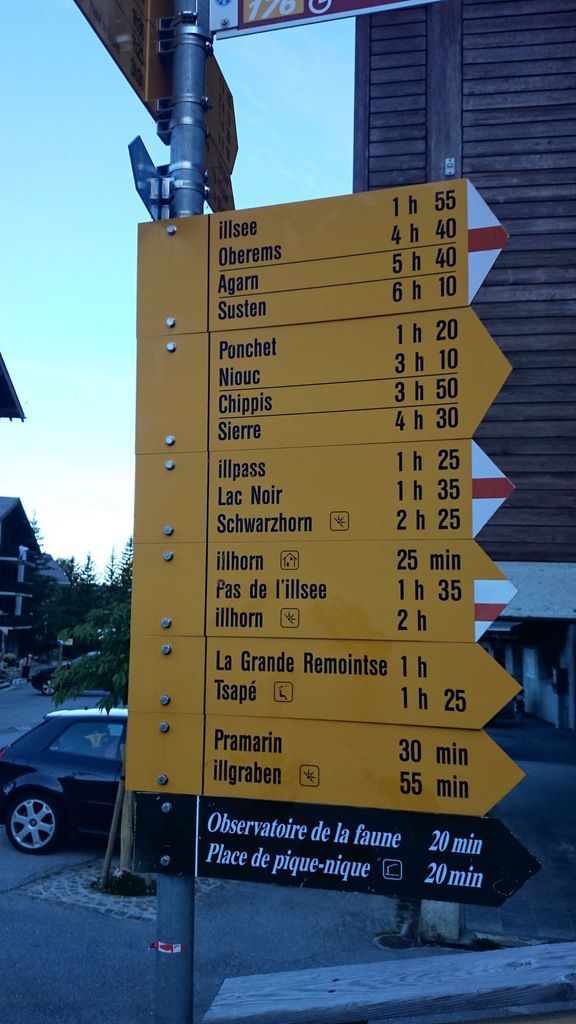 176
illsee 1 h 55
Oberems 4 h 40
Agarn 5 h 40
Susten 6 h 10
Ponchet 1 h 20
Niouc 3 h 10
Chippis 3 h 50
Sierre 4 h 30
illpass 1 h 25
Lac Noir 1 h 35
Schwarzhorn 2 h 25
illhorn 25 min
Pas de l'illsee 1 h 35
illhorn 2 h
La Grande Remointse 1 h
Tsapé 1 h 25
Pramarin 30 min
illgraben 55 min
Observatoire de la faune 20 min
Place de pique-nique 20 min